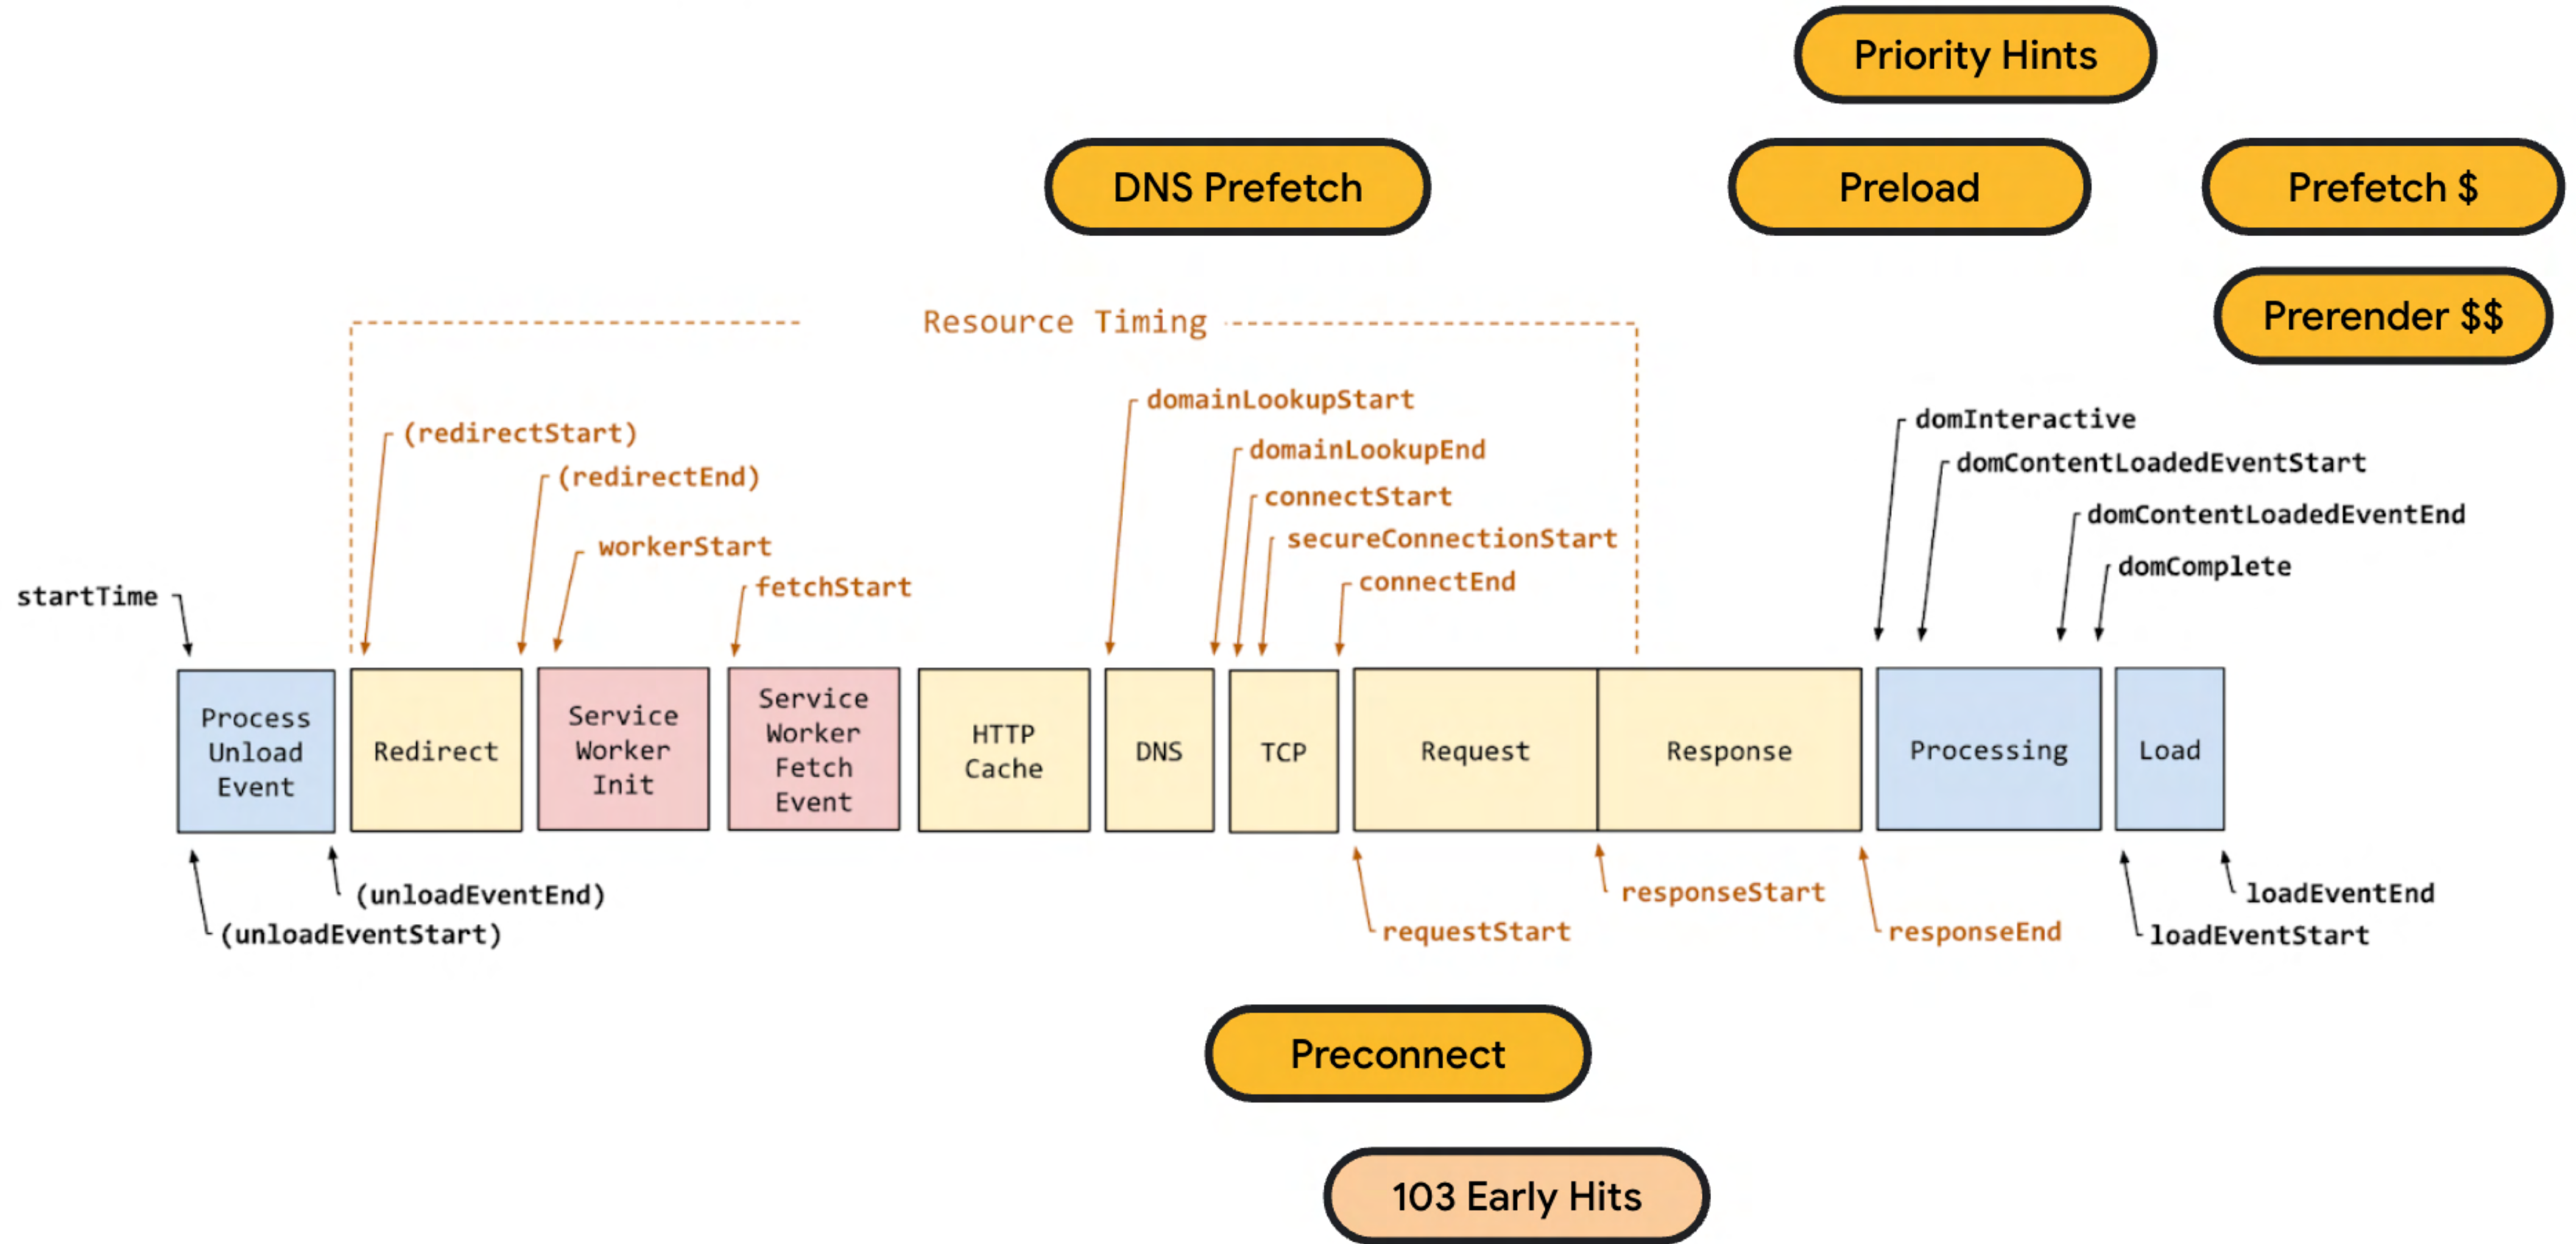 Priority Hints
DNS Prefetch
Preload
Prefetch $
Prerender $$
Resource Timing
domainLookupStart
(redirectStart)
domInteractive
domainLookupEnd
domContentLoadedEventStart
(redirectEnd)
connectStart
domContentLoadedEventEnd
secureConnectionStart
workerStart
domComplete
connectEnd
fetchStart
startTime
Process
Unload
Event
Redirect
Service
Worker
Init
Service
Worker
Fetch
Event
HTTP
Cache
DNS
TCP
Request
Response
Processing
Load
(unloadEventEnd)
(unloadEventStart)
responseStart
requestStart
responseEnd
loadEventEnd
loadEventStart
Preconnect
103 Early Hits